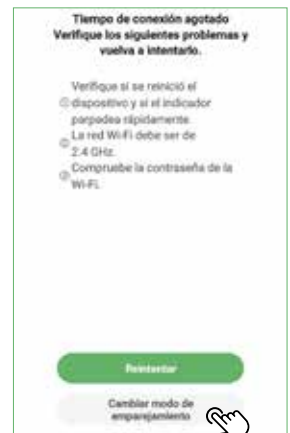 Tiempo de conexión agotado
Verifique los siguientes problemas y
vuelva a intentarlo.
Verifique si se reinició el
① dispositivo y si el indicador
parpadea rápidamente.
La red Wi-Fi debe ser de
2.4 GHz.
Compruebe la contraseña de la
Wi-Fi.
Reintentar
Cambiar modo de
emparejamiento